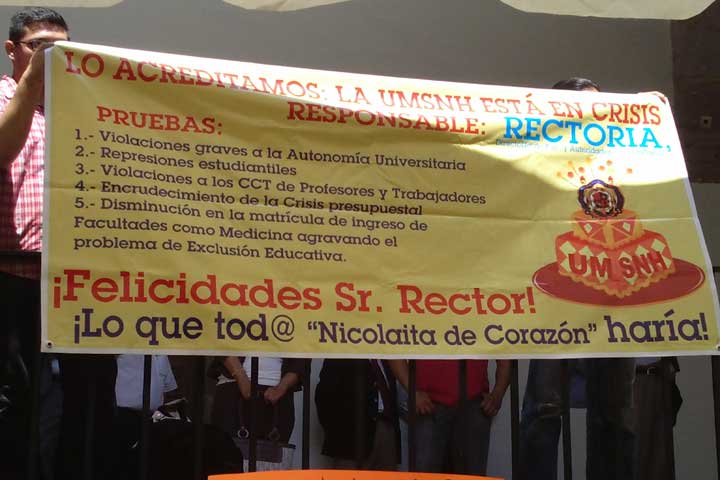 LO ACREDITAMOS: LA UMSNH ESTÁ EN CRISIS
PRUEBAS: RESPONSABLE: RECTORIA,
1.- Violaciones graves a la Autonomía Universitaria
2.- Represiones estudiantiles
3.- Violaciones a los CCT de Profesores y Trabajadores
4.- Encrudecimiento de la Crisis presupuestal
5.- Disminución en la matrícula de ingreso de
Facultades como Medicina agravando el
problema de Exclusión Educativa.
UMSNH
¡Felicidades Sr. Rector!
¡Lo que tod@ "Nicolaita de Corazón" haría!